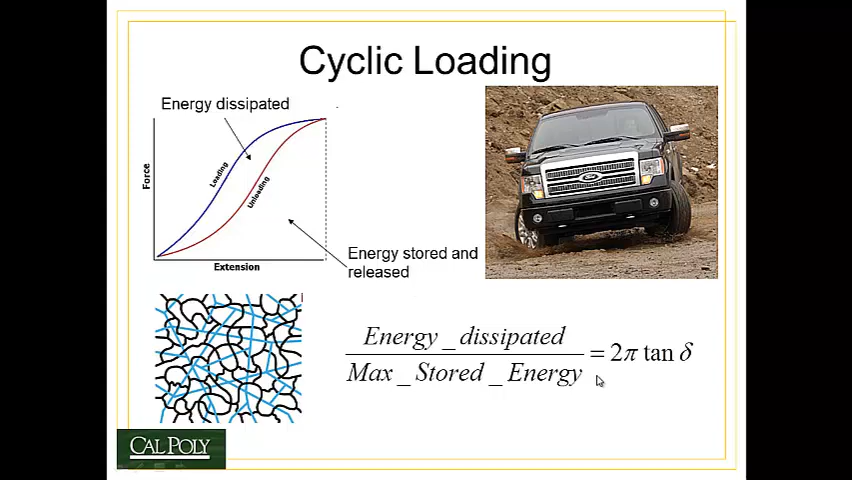 Cyclic Loading
Energy dissipated
Force
Loading
Unloading
Extension
Energy stored and
released
Ford
Energy _ dissipated
Max _ Stored _ Energy
= 2π tan δ
CAL POLY